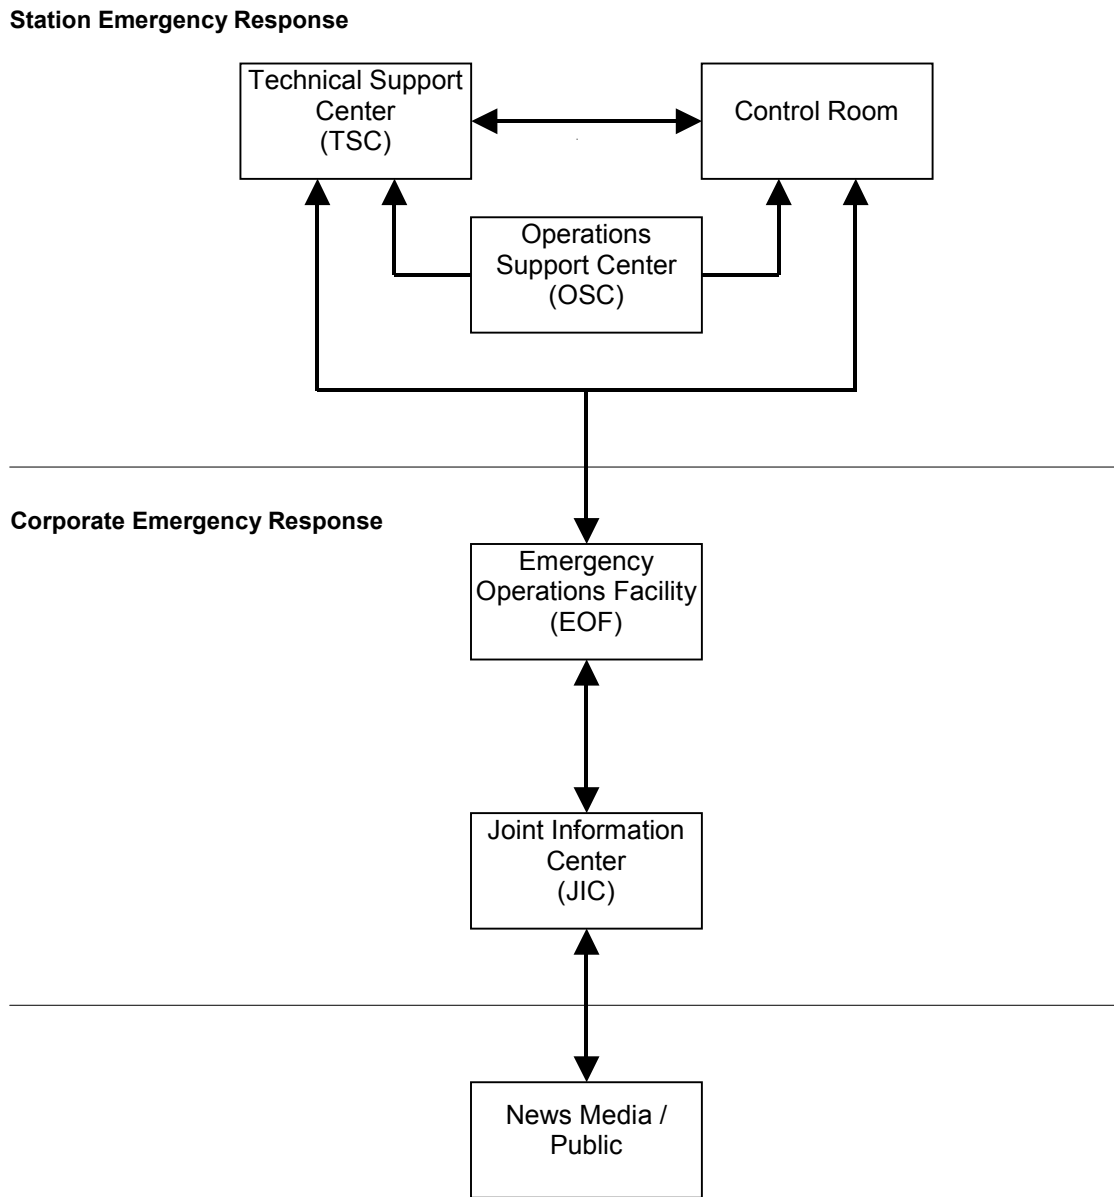 Station Emergency Response
Technical Support
Center
(TSC)
Control Room
Operations
Support Center
(OSC)
Corporate Emergency Response
Emergency
Operations Facility
(EOF)
Joint Information
Center
(JIC)
News Media /
Public